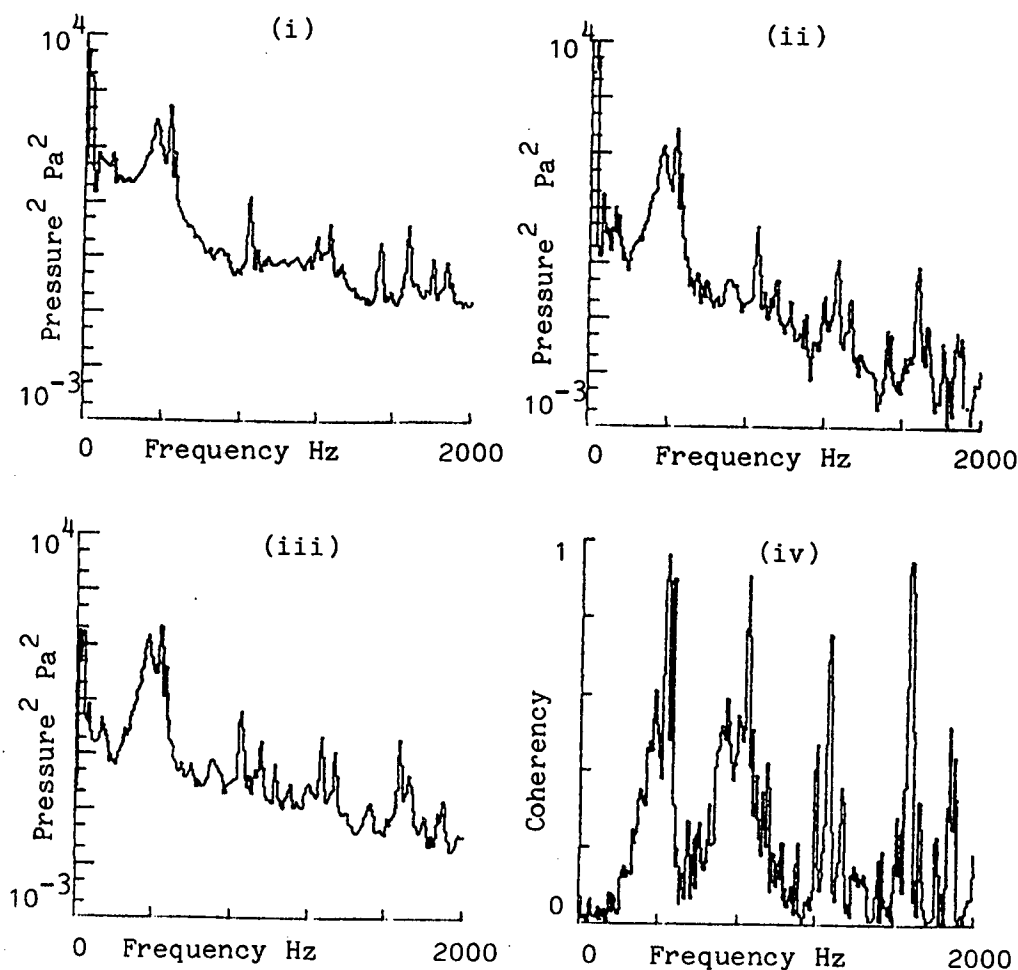 (i)
10^4
Pressure^2 Pa^2
10^-3
0 Frequency Hz 2000
(ii)
10^4
Pressure^2 Pa^2
10^-3
0 Frequency Hz 2000
(iii)
10^4
Pressure^2 Pa^2
10^-3
0 Frequency Hz 2000
(iv)
1
Coherency
0
0 Frequency Hz 2000